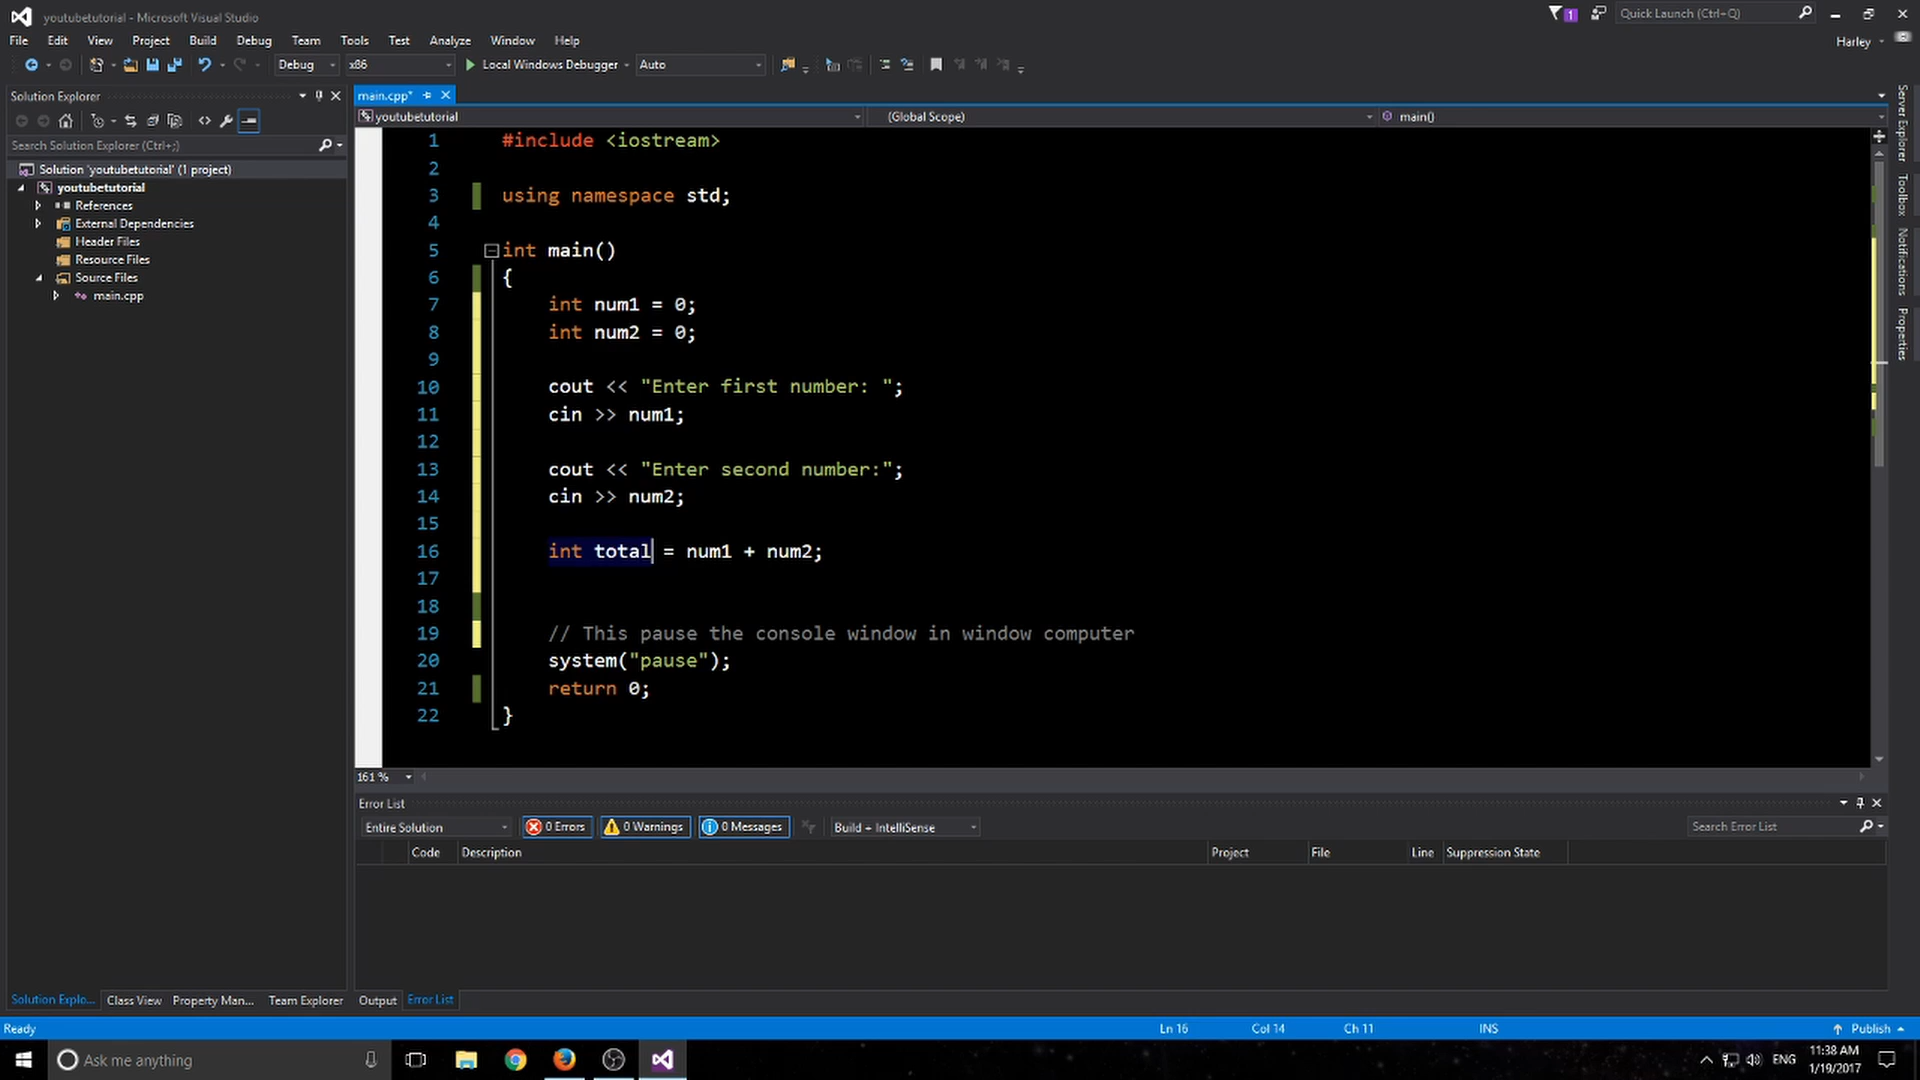 youtubetutorial - Microsoft Visual Studio
1
Quick Launch (Ctrl+Q)
File Edit View Project Build Debug Team Tools Test Analyze Window Help
Harley
Debug x86 Local Windows Debugger Auto
Solution Explorer
main.cpp*
youtubetutorial (Global Scope) main()
Search Solution Explorer (Ctrl+;)
Solution 'youtubetutorial' (1 project)
youtubetutorial
References
External Dependencies
Header Files
Resource Files
Source Files
main.cpp
1 #include <iostream>
2
3 using namespace std;
4
5 int main()
6 {
7 int num1 = 0;
8 int num2 = 0;
9
10 cout << "Enter first number: ";
11 cin >> num1;
12
13 cout << "Enter second number:";
14 cin >> num2;
15
16 int total = num1 + num2;
17
18
19 // This pause the console window in window computer
20 system("pause");
21 return 0;
22 }
Server Explorer
Toolbox
Notifications
Properties
161 %
Error List
Entire Solution 0 Errors 0 Warnings 0 Messages Build + IntelliSense Search Error List
Code Description Project File Line Suppression State
Solution Explo... Class View Property Man... Team Explorer Output Error List
Ready Ln 16 Col 14 Ch 11 INS Publish
Ask me anything
ENG
11:38 AM
1/19/2017